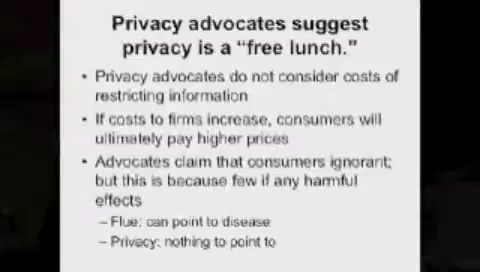 Privacy advocates suggest
privacy is a “free lunch.”
• Privacy advocates do not consider costs of
restricting information
• If costs to firms increase, consumers will
ultimately pay higher prices
• Advocates claim that consumers ignorant;
but this is because few if any harmful
effects
– Flue: can point to disease
– Privacy: nothing to point to